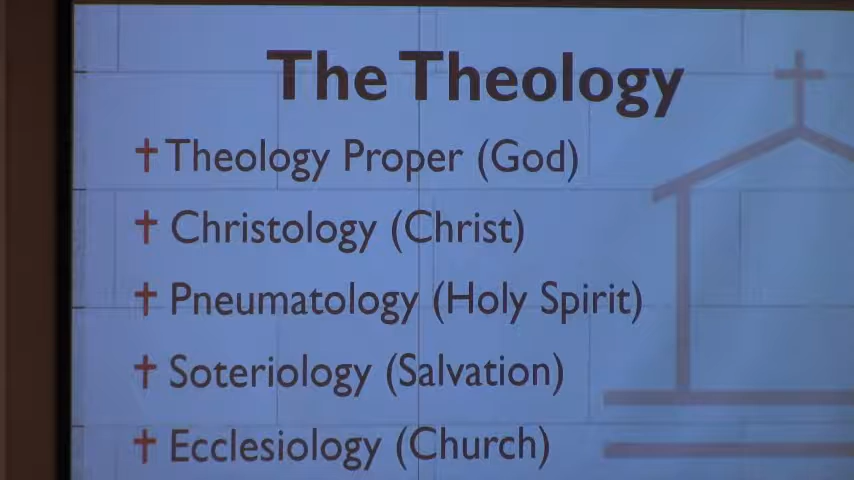 The Theology
Theology Proper (God)
Christology (Christ)
Pneumatology (Holy Spirit)
Soteriology (Salvation)
Ecclesiology (Church)